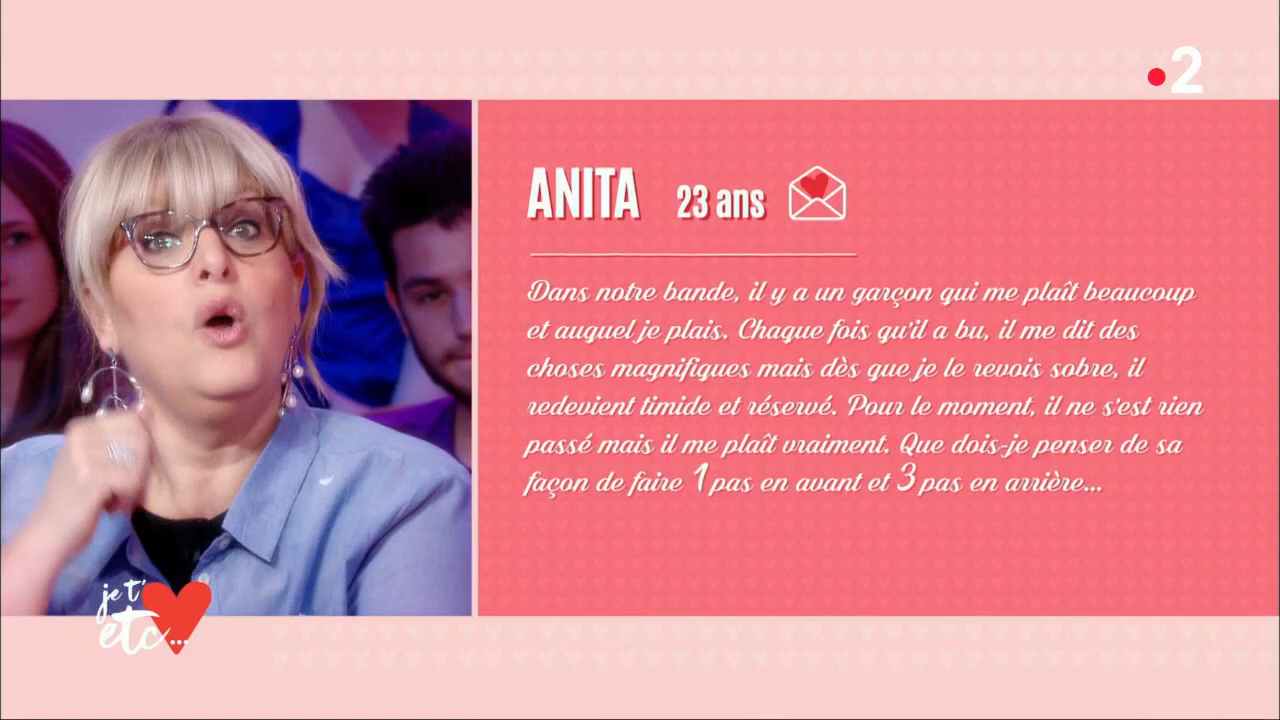 2
ANITA 23 ans
Dans notre bande, il y a un garçon qui me plaît beaucoup
et auquel je plais. Chaque fois qu'il a bu, il me dit des
choses magnifiques mais dès que je le revois sobre, il
redevient timide et réservé. Pour le moment, il ne s'est rien
passé mais il me plaît vraiment. Que dois-je penser de sa
façon de faire 1 pas en avant et 3 pas en arrière...
je t'
etc...